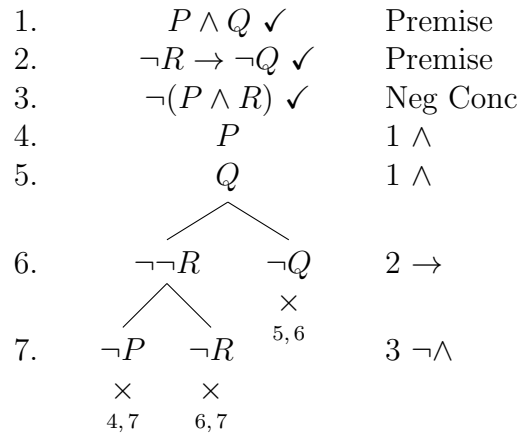 1. P ∧ Q ✓ Premise
2. ¬R → ¬Q ✓ Premise
3. ¬(P ∧ R) ✓ Neg Conc
4. P 1 ∧
5. Q 1 ∧
6. ¬¬R ¬Q 2 →
×
5, 6
7. ¬P ¬R 3 ¬∧
× ×
4, 7 6, 7